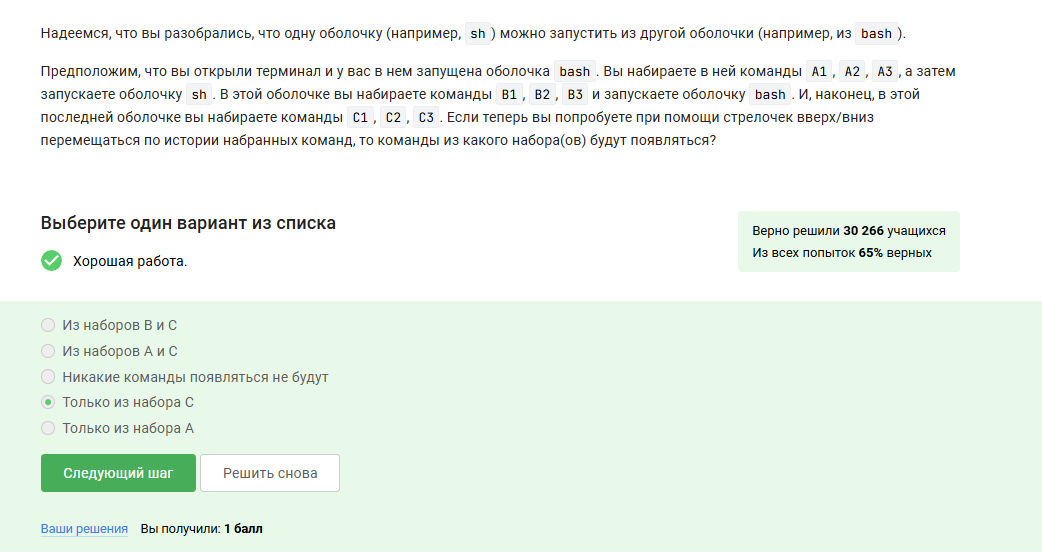 Надеемся, что вы разобрались, что одну оболочку (например, sh) можно запустить из другой оболочки (например, из bash).
Предположим, что вы открыли терминал и у вас в нем запущена оболочка bash. Вы набираете в ней команды A1, A2, A3, а затем
запускаете оболочку sh. В этой оболочке вы набираете команды B1, B2, B3 и запускаете оболочку bash. И, наконец, в этой
последней оболочке вы набираете команды C1, C2, C3. Если теперь вы попробуете при помощи стрелочек вверх/вниз
перемещаться по истории набранных команд, то команды из какого набора(ов) будут появляться?
Выберите один вариант из списка
Верно решили 30 266 учащихся
Из всех попыток 65% верных
Хорошая работа.
Из наборов B и C
Из наборов A и C
Никакие команды появляться не будут
Только из набора C
Только из набора A
Следующий шаг
Решить снова
Ваши решения Вы получили: 1 балл